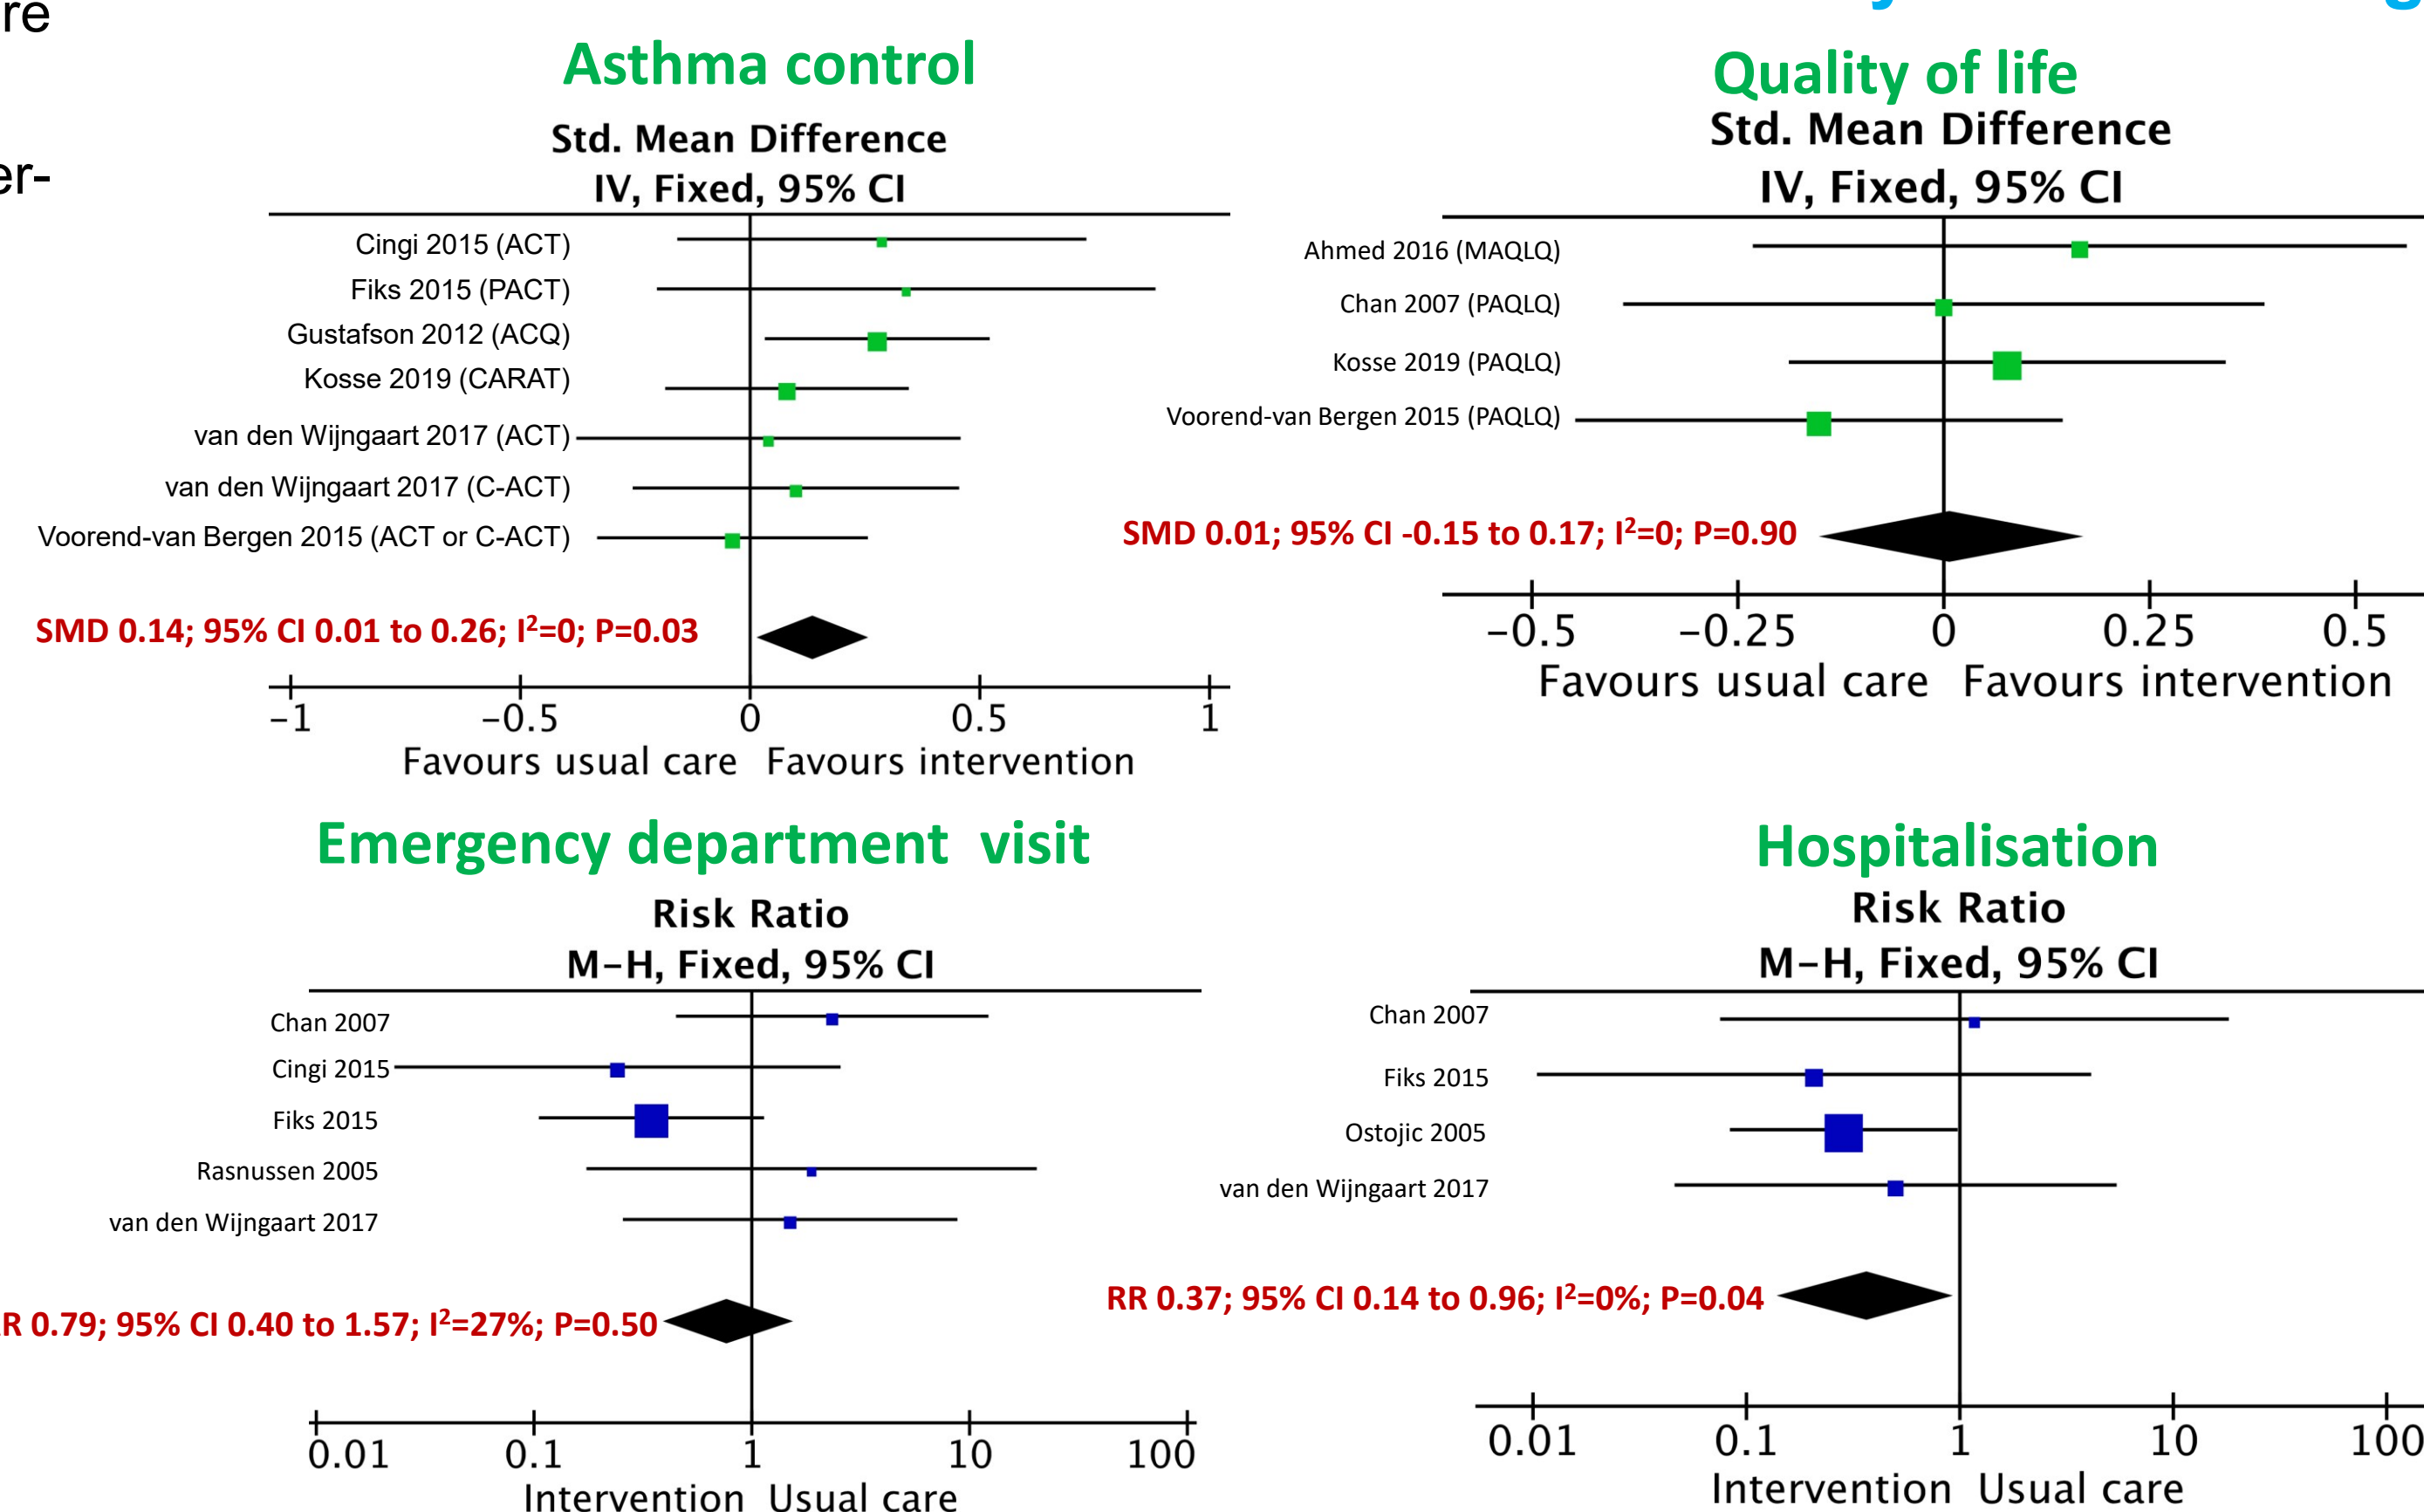 re
er-
Asthma control
Std. Mean Difference
IV, Fixed, 95% CI
Cingi 2015 (ACT)
Fiks 2015 (PACT)
Gustafson 2012 (ACQ)
Kosse 2019 (CARAT)
van den Wijngaart 2017 (ACT)
van den Wijngaart 2017 (C-ACT)
Voorend-van Bergen 2015 (ACT or C-ACT)
SMD 0.14; 95% CI 0.01 to 0.26; I²=0; P=0.03
−1 −0.5 0 0.5 1
Favours usual care Favours intervention
Quality of life
Std. Mean Difference
IV, Fixed, 95% CI
Ahmed 2016 (MAQLQ)
Chan 2007 (PAQLQ)
Kosse 2019 (PAQLQ)
Voorend-van Bergen 2015 (PAQLQ)
SMD 0.01; 95% CI -0.15 to 0.17; I²=0; P=0.90
−0.5 −0.25 0 0.25 0.5
Favours usual care Favours intervention
Emergency department visit
Risk Ratio
M−H, Fixed, 95% CI
Chan 2007
Cingi 2015
Fiks 2015
Rasnussen 2005
van den Wijngaart 2017
R 0.79; 95% CI 0.40 to 1.57; I²=27%; P=0.50
0.01 0.1 1 10 100
Intervention Usual care
Hospitalisation
Risk Ratio
M−H, Fixed, 95% CI
Chan 2007
Fiks 2015
Ostojic 2005
van den Wijngaart 2017
RR 0.37; 95% CI 0.14 to 0.96; I²=0%; P=0.04
0.01 0.1 1 10 100
Intervention Usual care